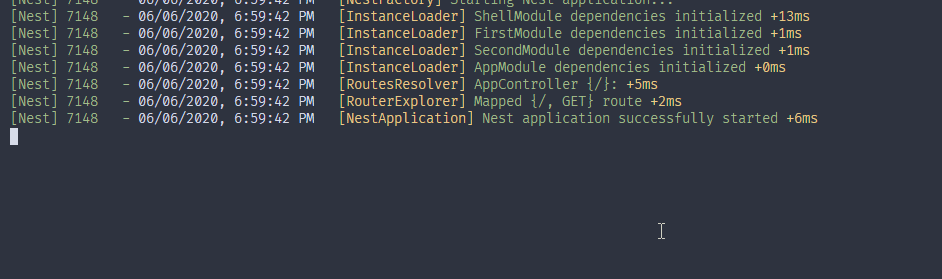 [Nest] 7148   - 06/06/2020, 6:59:42 PM   [NestFactory] Starting Nest application...
[Nest] 7148   - 06/06/2020, 6:59:42 PM   [InstanceLoader] ShellModule dependencies initialized +13ms
[Nest] 7148   - 06/06/2020, 6:59:42 PM   [InstanceLoader] FirstModule dependencies initialized +1ms
[Nest] 7148   - 06/06/2020, 6:59:42 PM   [InstanceLoader] SecondModule dependencies initialized +1ms
[Nest] 7148   - 06/06/2020, 6:59:42 PM   [InstanceLoader] AppModule dependencies initialized +0ms
[Nest] 7148   - 06/06/2020, 6:59:42 PM   [RoutesResolver] AppController {/}: +5ms
[Nest] 7148   - 06/06/2020, 6:59:42 PM   [RouterExplorer] Mapped {/, GET} route +2ms
[Nest] 7148   - 06/06/2020, 6:59:42 PM   [NestApplication] Nest application successfully started +6ms